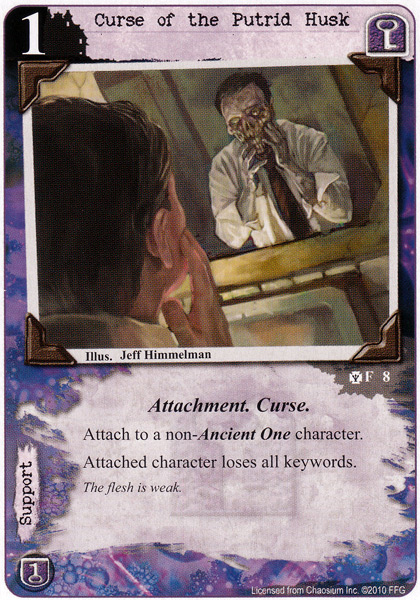 1
Curse of the Putrid Husk
Illus. Jeff Himmelman
F 8
Attachment. Curse.
Attach to a non-Ancient One character.
Attached character loses all keywords.
The flesh is weak.
Support
Licensed from Chaosium Inc. ©2010 FFG